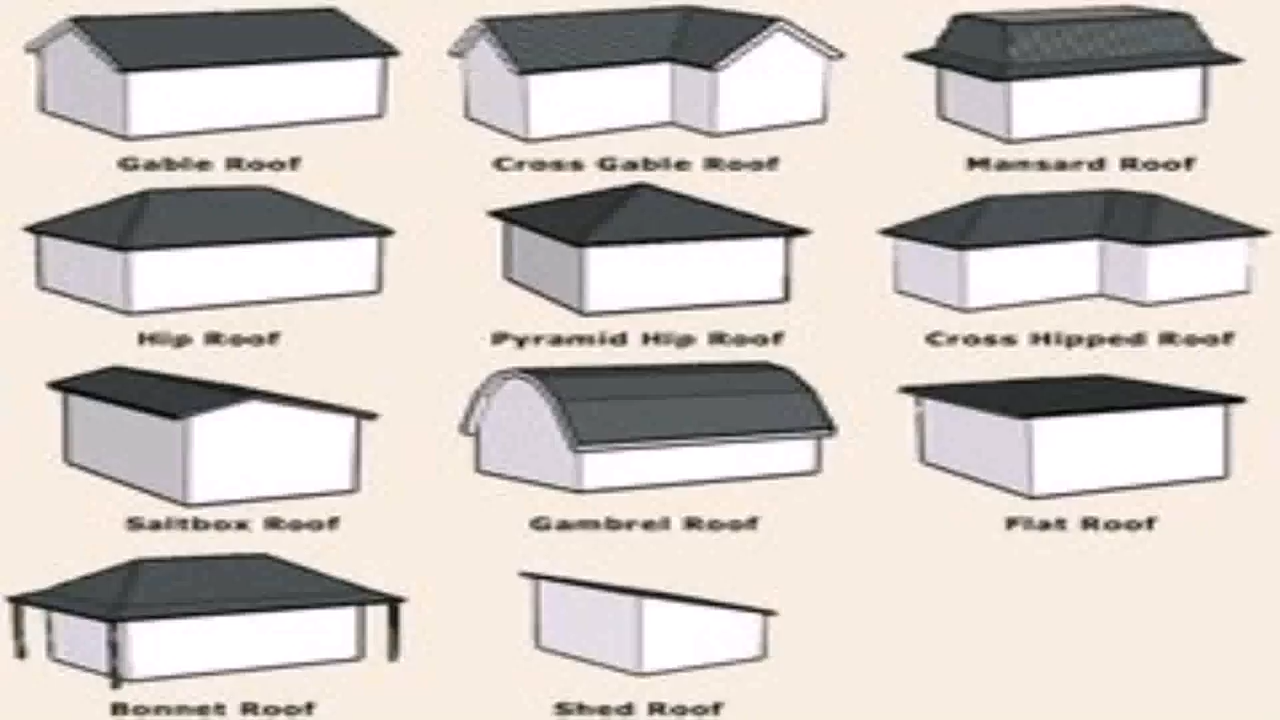 Gable Roof
Cross Gable Roof
Mansard Roof
Hip Roof
Pyramid Hip Roof
Cross Hipped Roof
Saltbox Roof
Gambrel Roof
Flat Roof
Bonnet Roof
Shed Roof